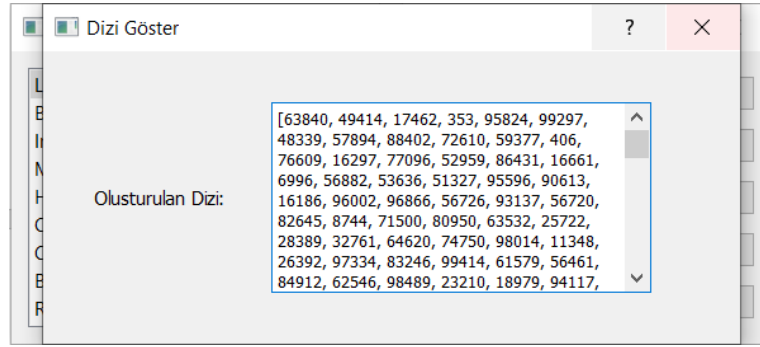 Dizi Göster
?
Olusturulan Dizi:
[63840, 49414, 17462, 353, 95824, 99297,
48339, 57894, 88402, 72610, 59377, 406,
76609, 16297, 77096, 52959, 86431, 16661,
6996, 56882, 53636, 51327, 95596, 90613,
16186, 96002, 96866, 56726, 93137, 56720,
82645, 8744, 71500, 80950, 63532, 25722,
28389, 32761, 64620, 74750, 98014, 11348,
26392, 97334, 83246, 99414, 61579, 56461,
84912, 62546, 98489, 23210, 18979, 94117,